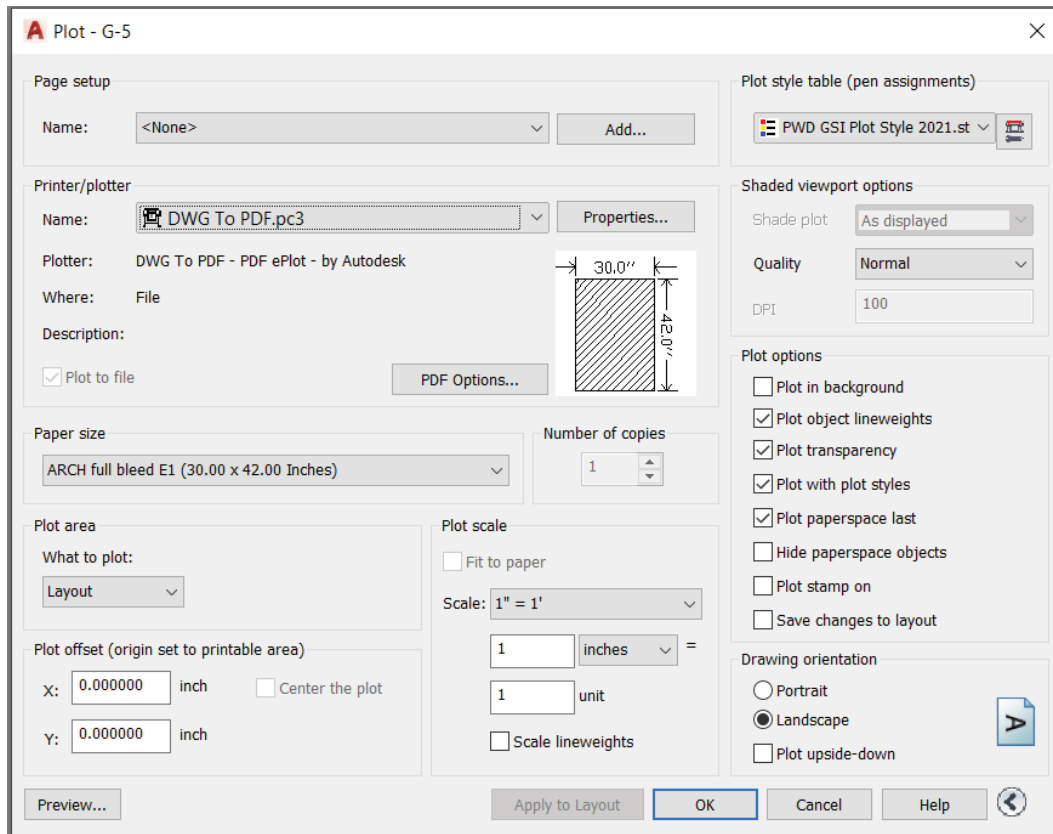 Plot - G-5
Page setup
Name: <None> Add...
Plot style table (pen assignments)
PWD GSI Plot Style 2021.st
Printer/plotter
Name: DWG To PDF.pc3 Properties...
Plotter: DWG To PDF - PDF ePlot - by Autodesk
Where: File
Description:
Plot to file
PDF Options...
30.0''
42.0''
Shaded viewport options
Shade plot As displayed
Quality Normal
DPI 100
Paper size
ARCH full bleed E1 (30.00 x 42.00 Inches)
Number of copies
1
Plot options
Plot in background
Plot object lineweights
Plot transparency
Plot with plot styles
Plot paperspace last
Hide paperspace objects
Plot stamp on
Save changes to layout
Plot area
What to plot:
Layout
Plot scale
Fit to paper
Scale: 1" = 1'
1 inches =
1 unit
Scale lineweights
Plot offset (origin set to printable area)
X: 0.000000 inch Center the plot
Y: 0.000000 inch
Drawing orientation
Portrait
Landscape
Plot upside-down
A
Preview... Apply to Layout OK Cancel Help